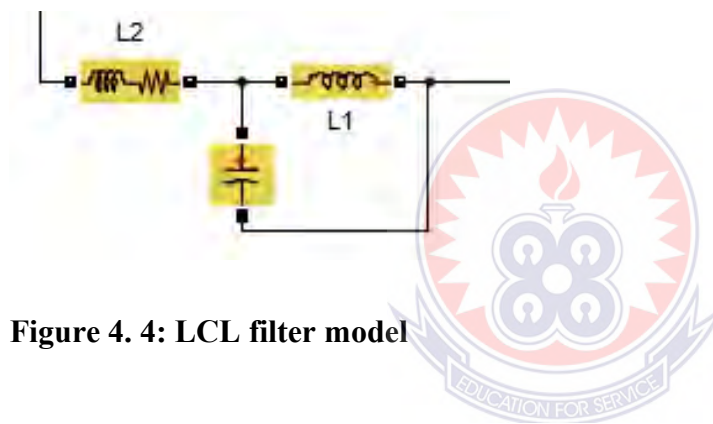 L2
L1
EDUCATION FOR SERVICE
Figure 4. 4: LCL filter model